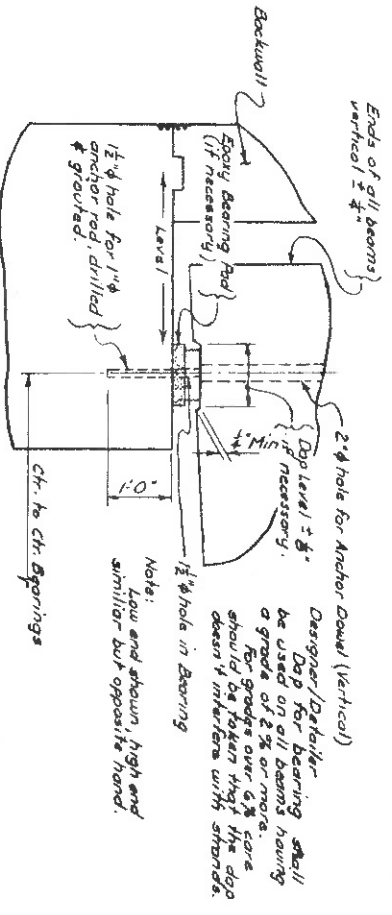 Ends of all beams
vertical ± ⅛"
Backwall
Epoxy Bearing Pad
(if necessary)
Level
1½"φ hole for 1"φ
anchor rod, drilled
& grouted.
2"φ hole for Anchor Dowel (Vertical)
Dap Level ± ⅛"
if necessary.
¼" Min.
1'-0"
1½"φ hole in Bearing
Ctr. to Ctr. Bearings
Designer/Detailer
Dap for bearing shall
be used on all beams having
a grade of 2% or more.
For grades over 6% care
should be taken that the dap
doesn't interfere with strands.
Note:
Low end shown, high end
similiar but opposite hand.